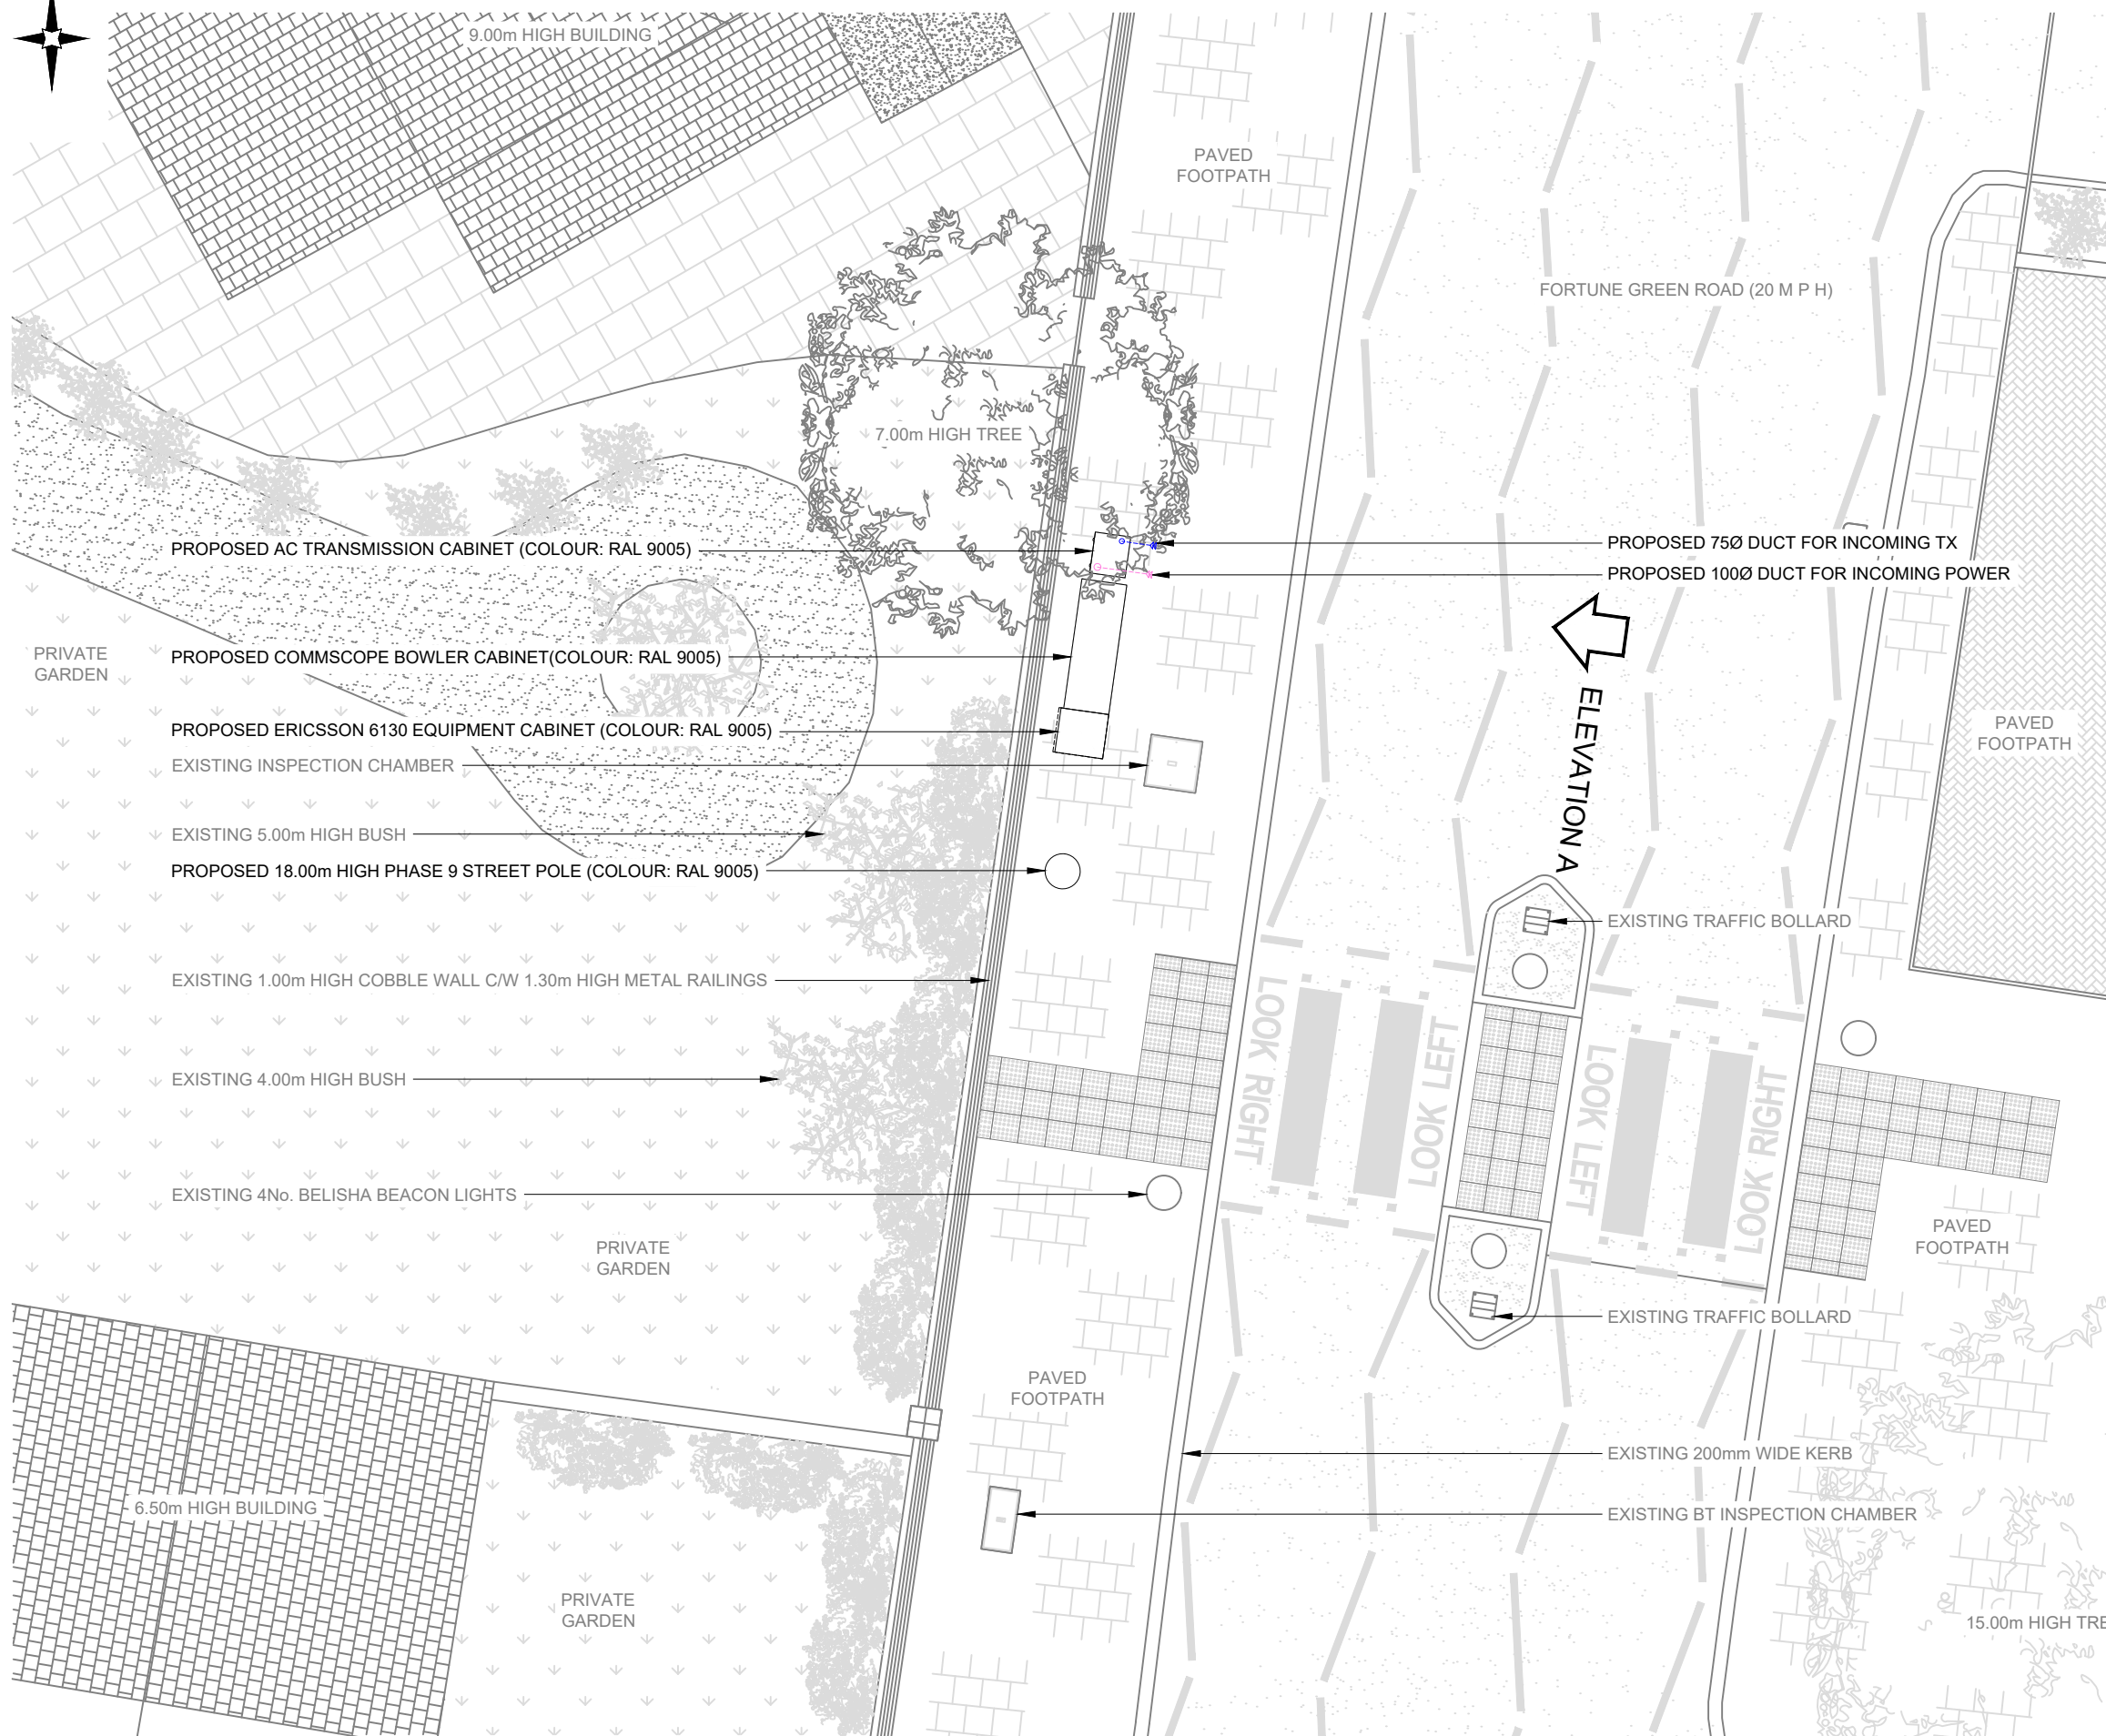 9.00m HIGH BUILDING
PAVED
FOOTPATH
FORTUNE GREEN ROAD (20 M P H)
7.00m HIGH TREE
PROPOSED AC TRANSMISSION CABINET (COLOUR: RAL 9005)
PROPOSED 75Ø DUCT FOR INCOMING TX
PROPOSED 100Ø DUCT FOR INCOMING POWER
PRIVATE
GARDEN
PROPOSED COMMSCOPE BOWLER CABINET(COLOUR: RAL 9005)
ELEVATION A
PROPOSED ERICSSON 6130 EQUIPMENT CABINET (COLOUR: RAL 9005)
PAVED
FOOTPATH
EXISTING INSPECTION CHAMBER
EXISTING 5.00m HIGH BUSH
PROPOSED 18.00m HIGH PHASE 9 STREET POLE (COLOUR: RAL 9005)
EXISTING TRAFFIC BOLLARD
EXISTING 1.00m HIGH COBBLE WALL C/W 1.30m HIGH METAL RAILINGS
LOOK RIGHT
LOOK LEFT
LOOK LEFT
LOOK RIGHT
EXISTING 4.00m HIGH BUSH
EXISTING 4No. BELISHA BEACON LIGHTS
PRIVATE
GARDEN
PAVED
FOOTPATH
EXISTING TRAFFIC BOLLARD
PAVED
FOOTPATH
EXISTING 200mm WIDE KERB
6.50m HIGH BUILDING
EXISTING BT INSPECTION CHAMBER
PRIVATE
GARDEN
15.00m HIGH TRE